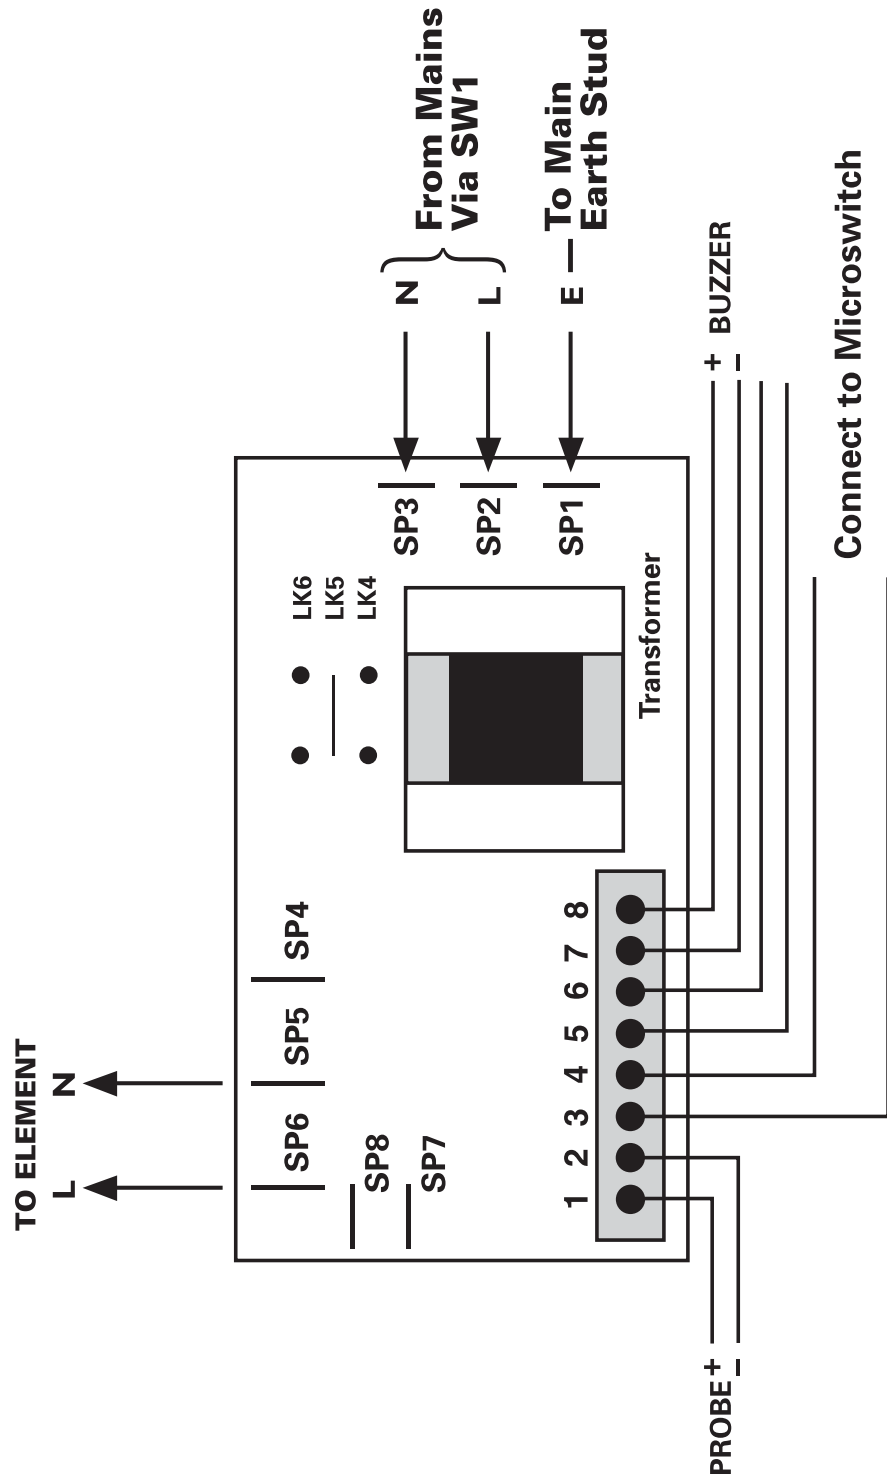 TO ELEMENT
L N
SP6 SP5 SP4
SP8
SP7
LK6
LK5
LK4
SP3
SP2
SP1
N
L
E
From Mains
Via SW1
To Main
Earth Stud
Transformer
1 2 3 4 5 6 7 8
PROBE + –
+ – BUZZER
Connect to Microswitch